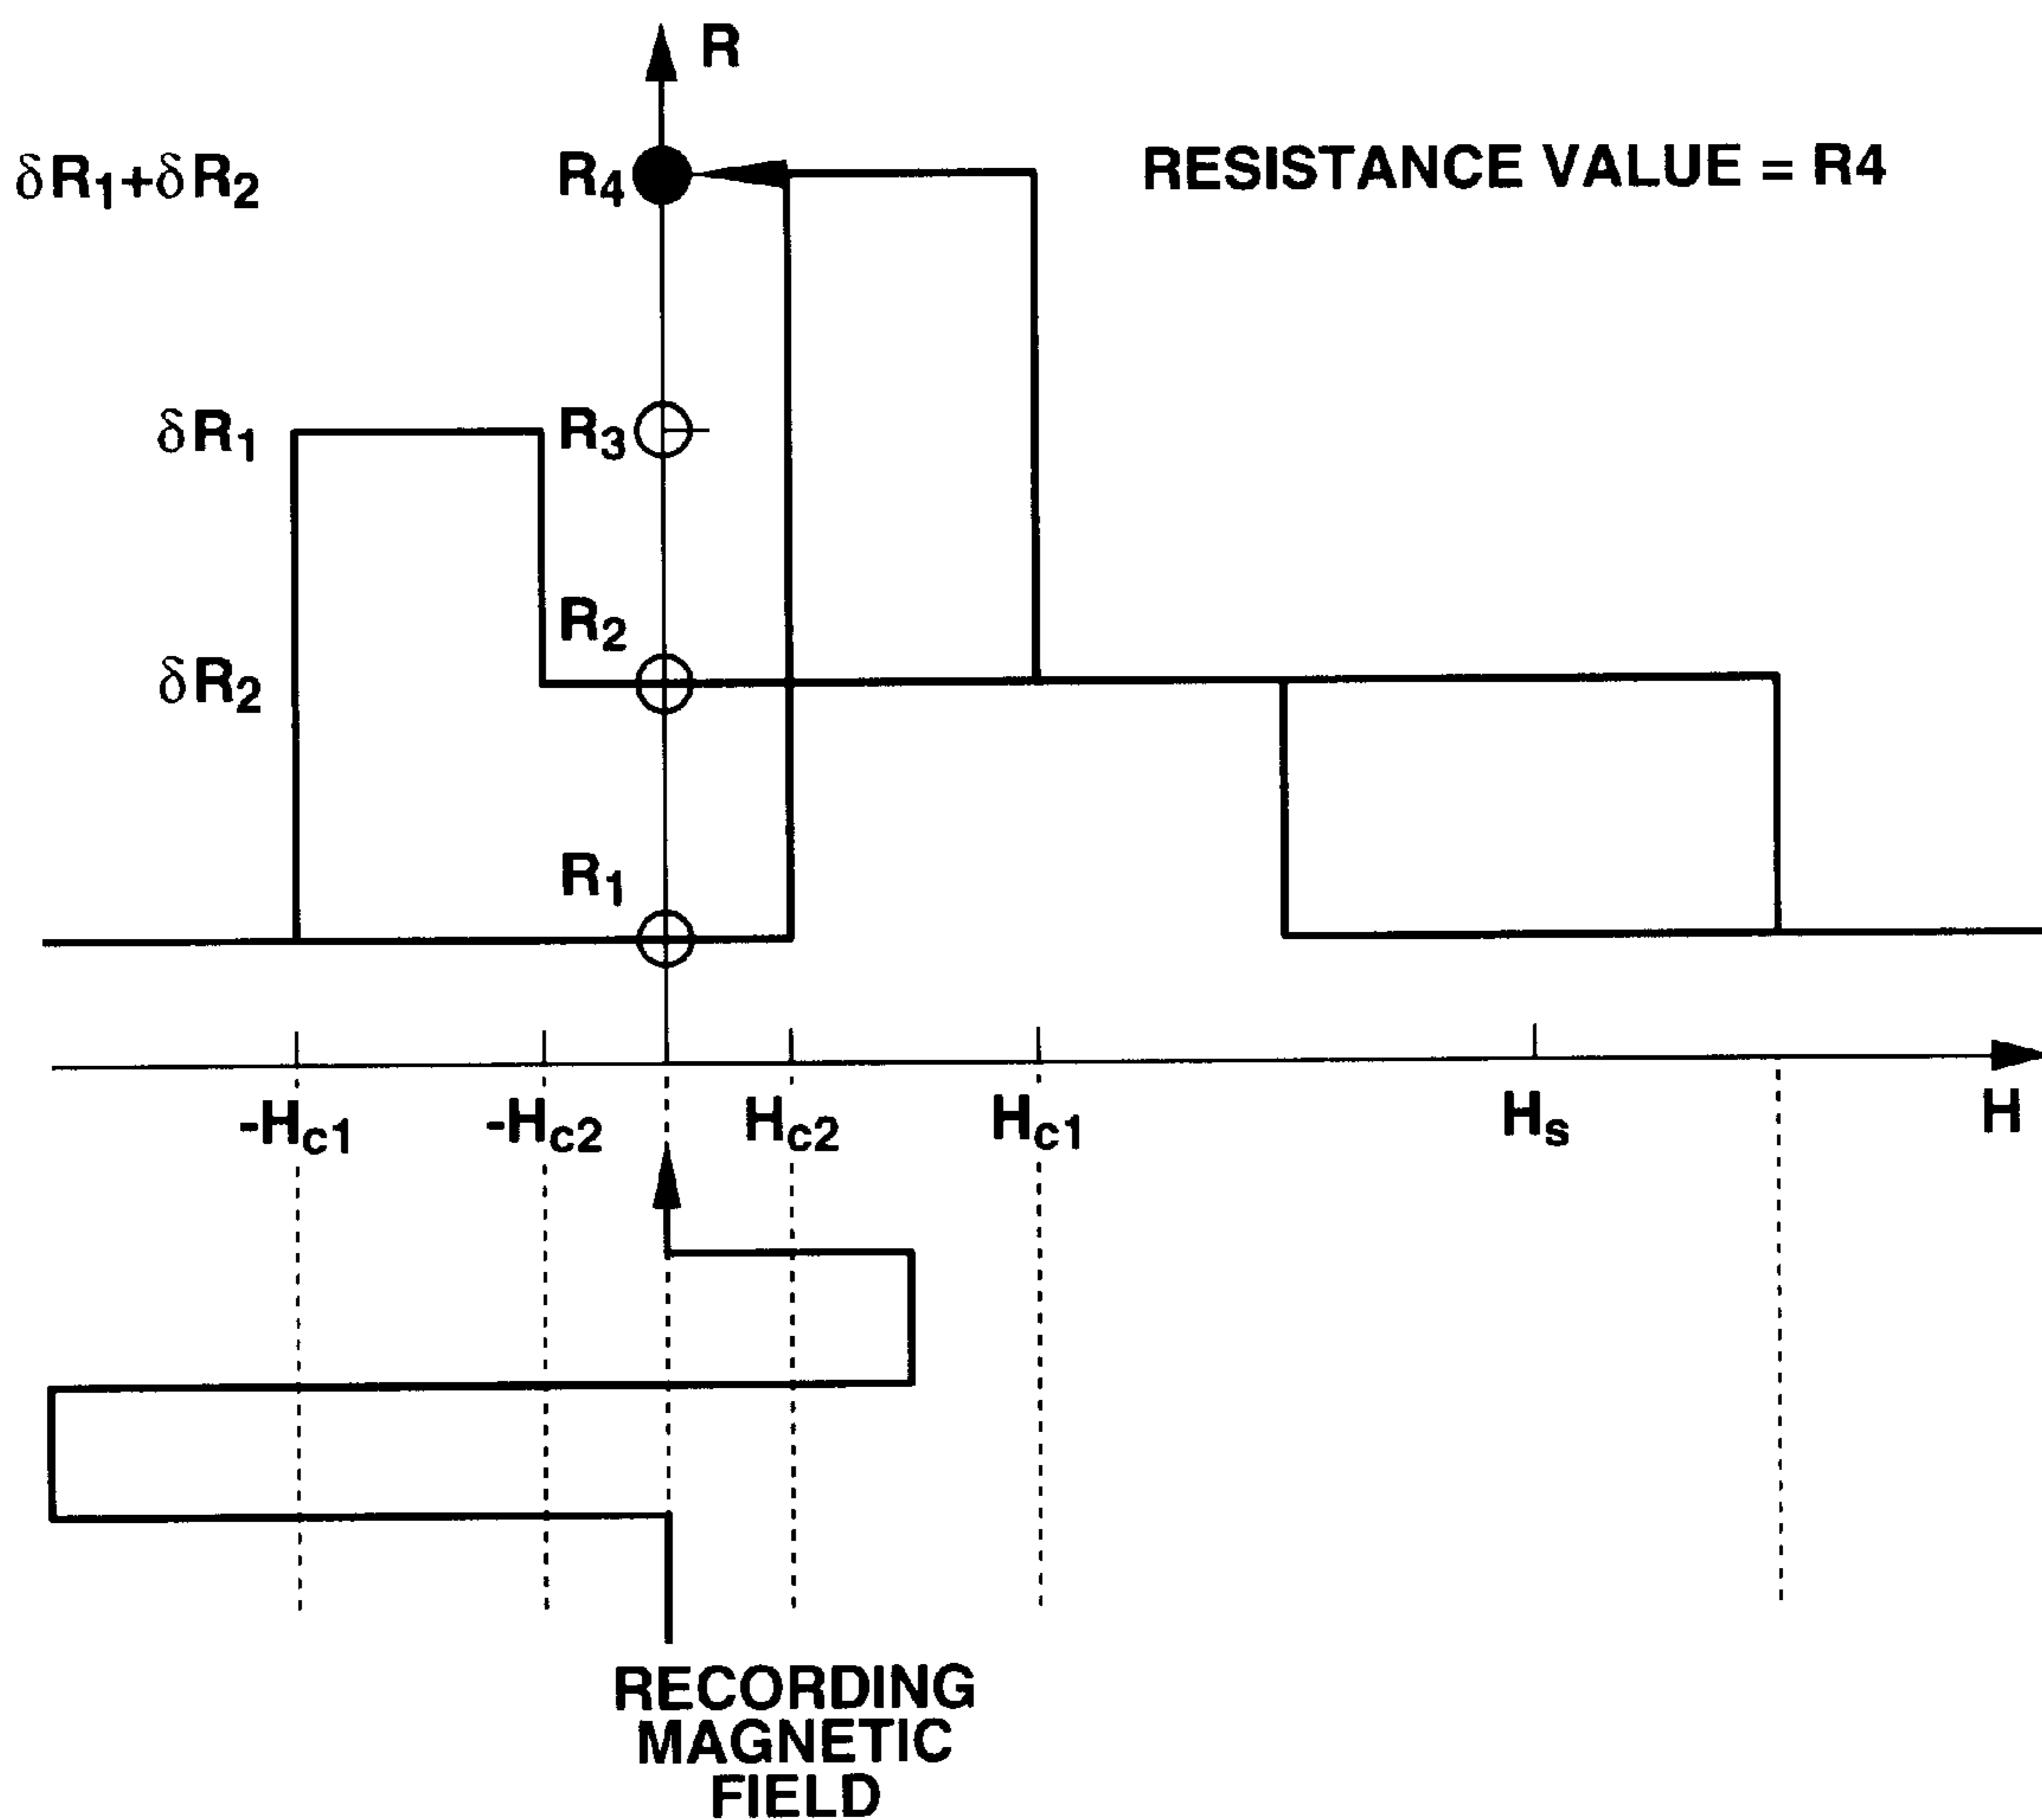 R
δR₁+δR₂
R₄
RESISTANCE VALUE = R4
δR₁
R₃
R₂
δR₂
R₁
-Hc1
-Hc2
Hc2
Hc1
Hs
H
RECORDING
MAGNETIC
FIELD